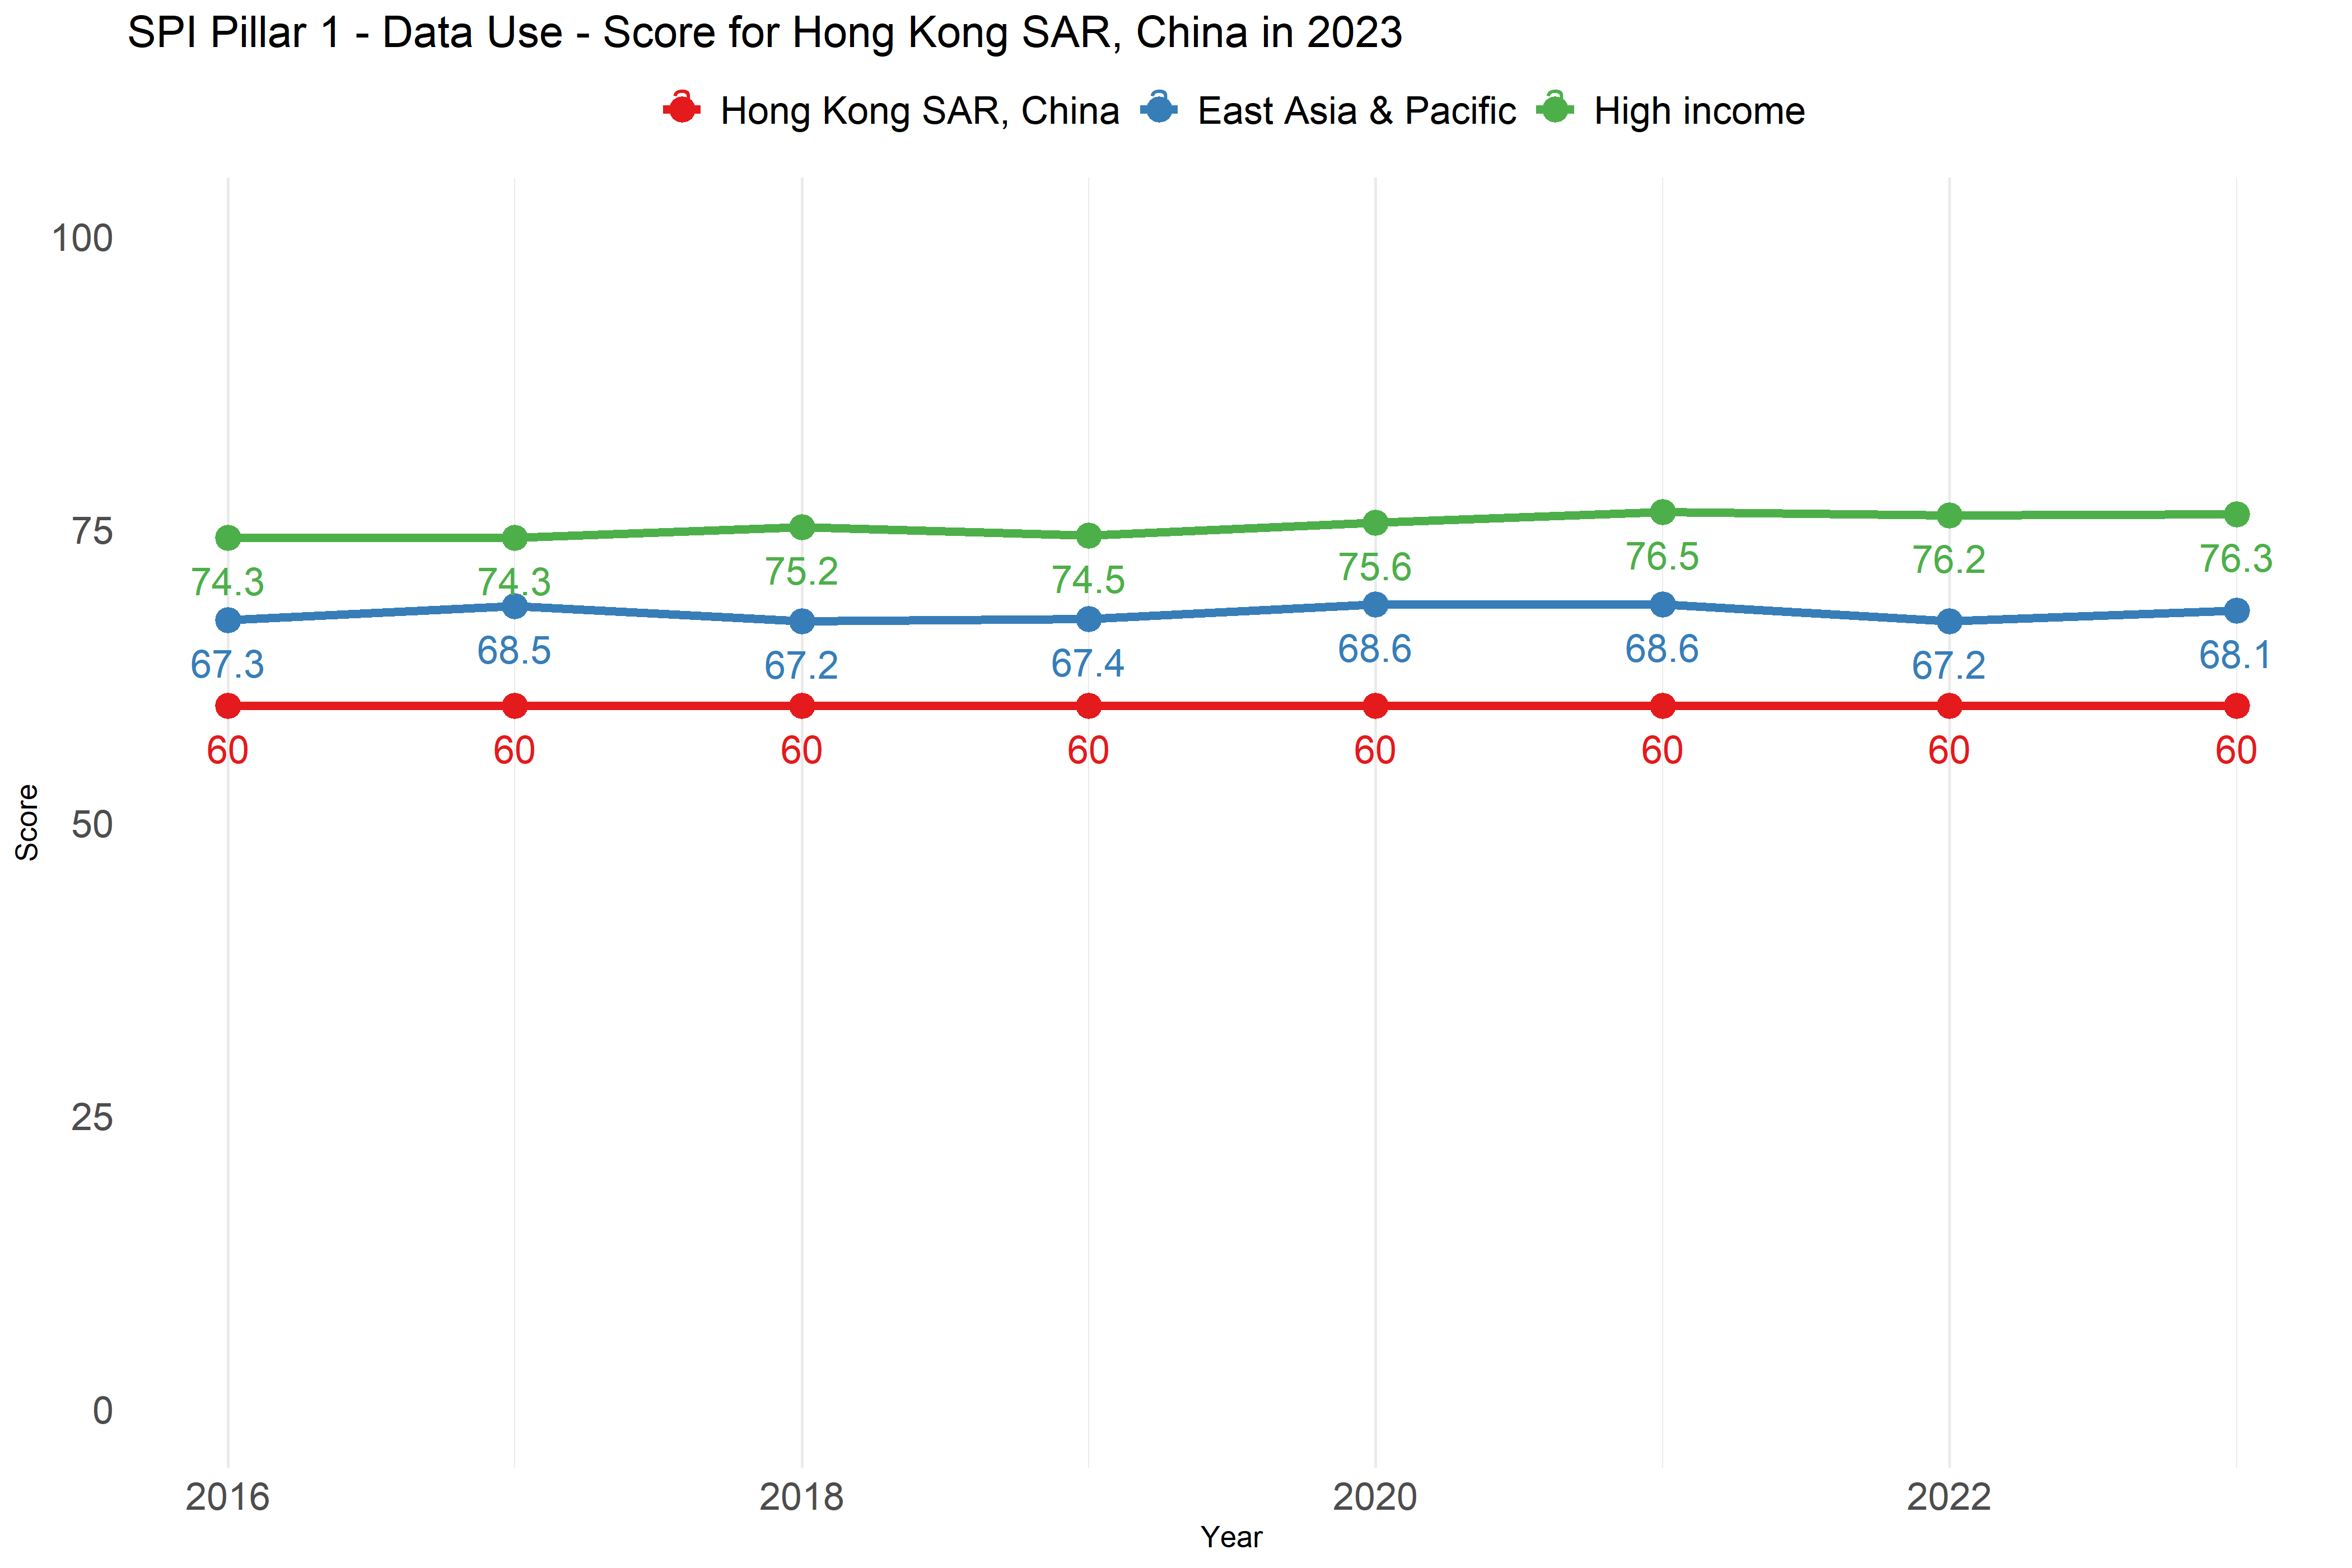 SPI Pillar 1 - Data Use - Score for Hong Kong SAR, China in 2023
Hong Kong SAR, China East Asia & Pacific High income
100
75
50
25
0
Score
74.3 74.3 75.2 74.5 75.6 76.5 76.2 76.3
67.3 68.5 67.2 67.4 68.6 68.6 67.2 68.1
60 60 60 60 60 60 60 60
2016 2018 2020 2022
Year